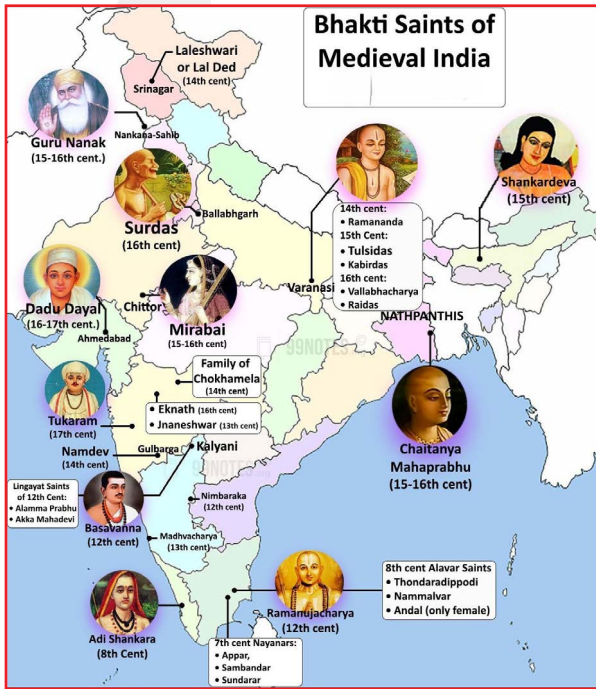 Bhakti Saints of
Medieval India
Laleshwari
or Lal Ded
(14th cent)
Srinagar
Guru Nanak
(15-16th cent.)
Nankana-Sahib
Surdas
(16th cent)
Ballabhgarh
14th cent:
• Ramananda
15th Cent:
• Tulsidas
• Kabirdas
16th cent:
• Vallabhacharya
• Raidas
Varanasi
Shankardeva
(15th cent)
Dadu Dayal
(16-17th cent.)
Ahmedabad
Chittor
Mirabai
(15-16th cent)
NATHPANTHIS
99NOTES
Family of
Chokhamela
(14th cent)
• Eknath (16th cent)
• Jnaneshwar (13th cent)
Tukaram
(17th cent)
Namdev
(14th cent)
Gulbarga
Kalyani
99NOTES
Chaitanya
Mahaprabhu
(15-16th cent)
Lingayat Saints
of 12th Cent:
• Alamma Prabhu
• Akka Mahadevi
Basavanna
(12th cent)
Nimbaraka
(12th cent)
Madhvacharya
(13th cent)
Adi Shankara
(8th Cent)
Ramanujacharya
(12th cent)
8th cent Alavar Saints
• Thondaradippodi
• Nammalvar
• Andal (only female)
7th cent Nayanars:
• Appar,
• Sambandar
• Sundarar